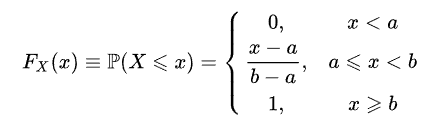 F_X(x) ≡ ℙ(X ⩽ x) = { 0, x < a
(x − a)/(b − a), a ⩽ x < b
1, x ⩾ b